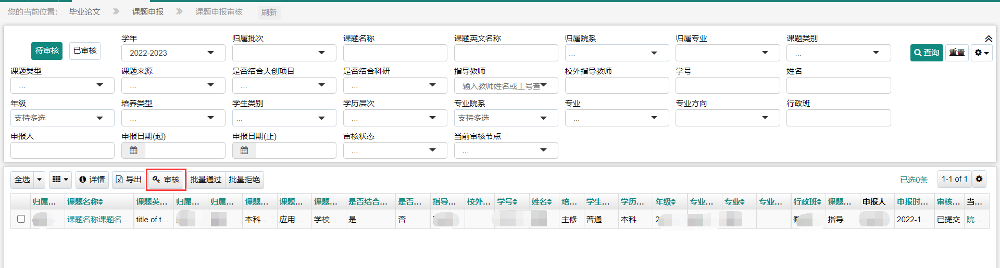 您的当前位置： 毕业论文 课题申报 课题申报审核 刷新
待审核 已审核
学年 归属批次 课题名称 课题英文名称 归属院系 归属专业 课题类别
2022-2023 ... ... 查询 重置
课题类型 课题来源 是否结合大创项目 是否结合科研 指导教师 校外指导教师 学号 姓名
... ... ... ... 输入教师姓名或工号查
年级 培养类型 学生类别 学历层次 专业院系 专业 专业方向 行政班
支持多选 ... ... ... 支持多选 ...
申报人 申报日期(起) 申报日期(止) 审核状态 当前审核节点
... ...
全选 详情 导出 审核 批量通过 批量拒绝 已选0条 1-1 of 1
归属... 课题名称 课题英... 归属... 归属... 课题... 课题... 课题... 是否结合... 是否... 指导... 校外... 学号 姓名 培... 学生... 学历... 年级 专业... 专业 专业... 行政班 课题... 申报人 申报时... 审核... 当...
课题名称课题名... title of t... 本科... 应用... 学校... 是 否 主修 普通... 本科 指导... 2022-1... 已提交 院...